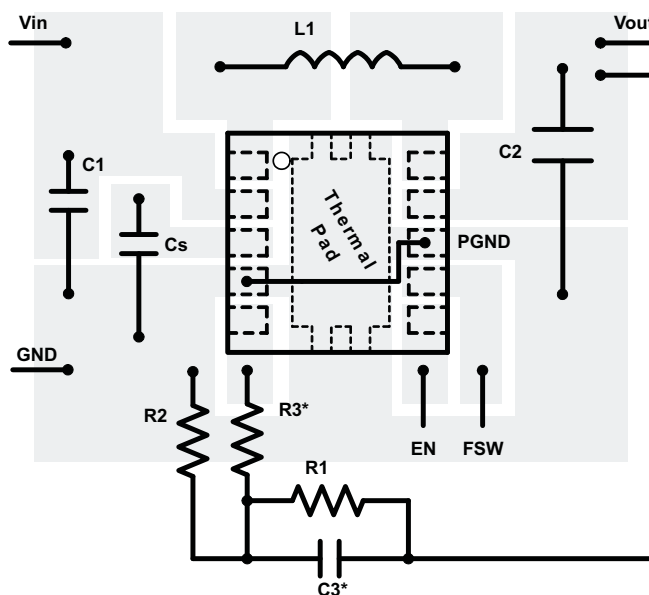 Vin
L1
Vout
C1
C2
Cs
Thermal
Pad
PGND
GND
R2
R3*
EN
FSW
R1
C3*